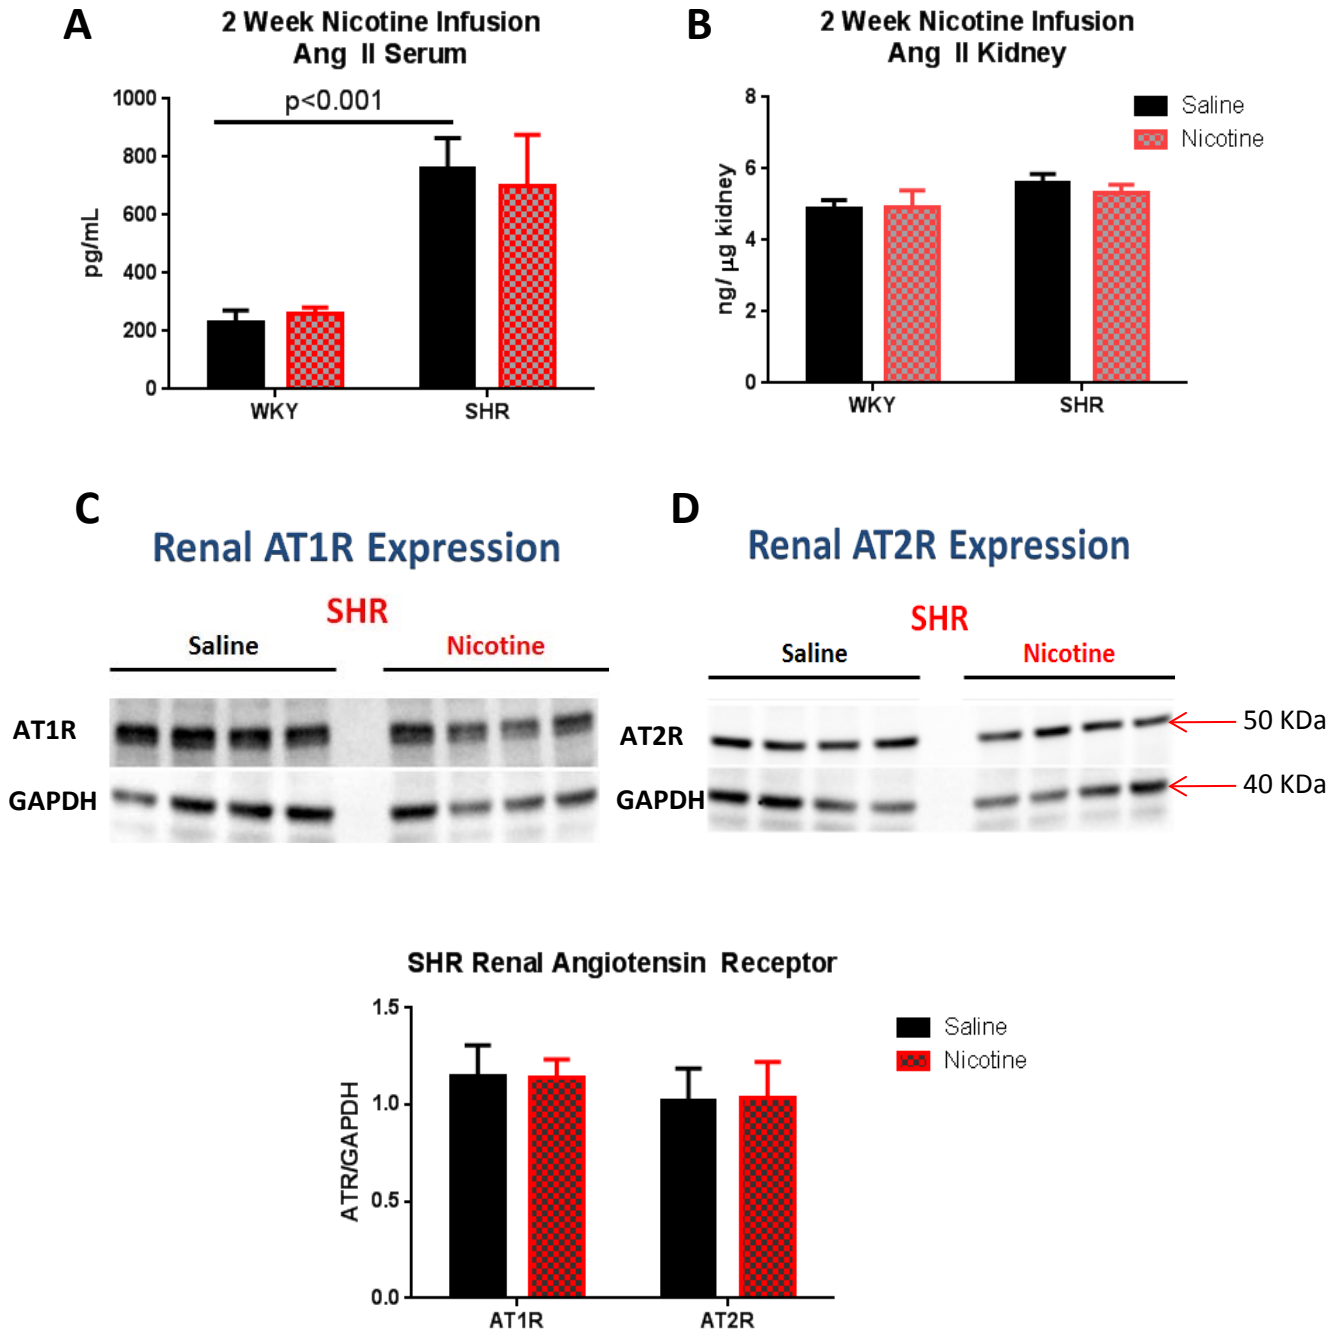 A
2 Week Nicotine Infusion
Ang II Serum
p<0.001
1000
800
600
400
200
0
pg/mL
WKY
SHR
B
2 Week Nicotine Infusion
Ang II Kidney
Saline
Nicotine
8
6
4
2
0
ng/ μg kidney
WKY
SHR
C
Renal AT1R Expression
SHR
Saline
Nicotine
AT1R
GAPDH
D
Renal AT2R Expression
SHR
Saline
Nicotine
AT2R
50 KDa
GAPDH
40 KDa
SHR Renal Angiotensin Receptor
Saline
Nicotine
1.5
1.0
0.5
0.0
ATR/GAPDH
AT1R
AT2R